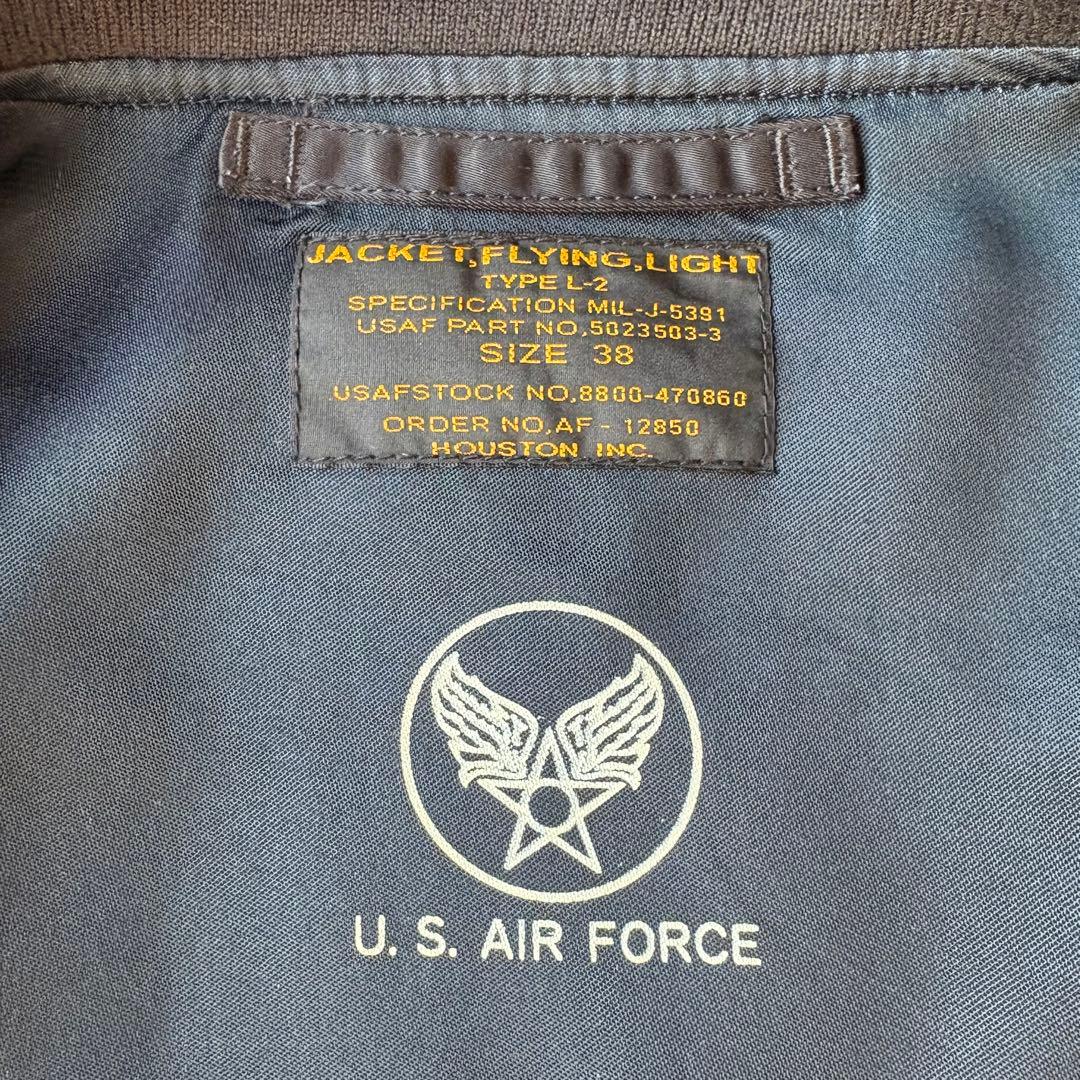 JACKET,FLYING,LIGHT
TYPE L-2
SPECIFICATION MIL-J-5391
USAF PART NO,5023503-3
SIZE 38
USAFSTOCK NO,8800-470860
ORDER NO,AF - 12850
HOUSTON INC.
U. S. AIR FORCE